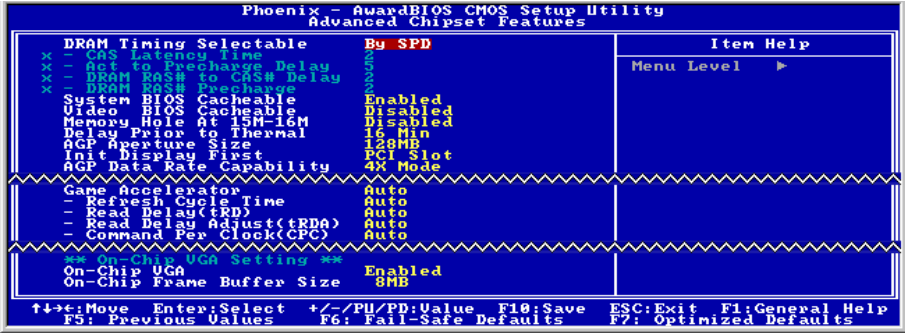 Phoenix - AwardBIOS CMOS Setup Utility
Advanced Chipset Features
DRAM Timing Selectable By SPD
x - CAS Latency Time 2
x - Act to Precharge Delay 5
x - DRAM RAS# to CAS# Delay 2
x - DRAM RAS# Precharge 2
System BIOS Cacheable Enabled
Video BIOS Cacheable Disabled
Memory Hole At 15M-16M Disabled
Delay Prior to Thermal 16 Min
AGP Aperture Size 128MB
Init Display First PCI Slot
AGP Data Rate Capability 4X Mode
Game Accelerator Auto
- Refresh Cycle Time Auto
- Read Delay(tRD) Auto
- Read Delay Adjust(tRDA) Auto
- Command Per Clock(CPC) Auto
** On-Chip VGA Setting **
On-Chip VGA Enabled
On-Chip Frame Buffer Size 8MB
Item Help
Menu Level ►
↑↓→←:Move Enter:Select +/-/PU/PD:Value F10:Save ESC:Exit F1:General Help
F5: Previous Values F6: Fail-Safe Defaults F7: Optimized Defaults